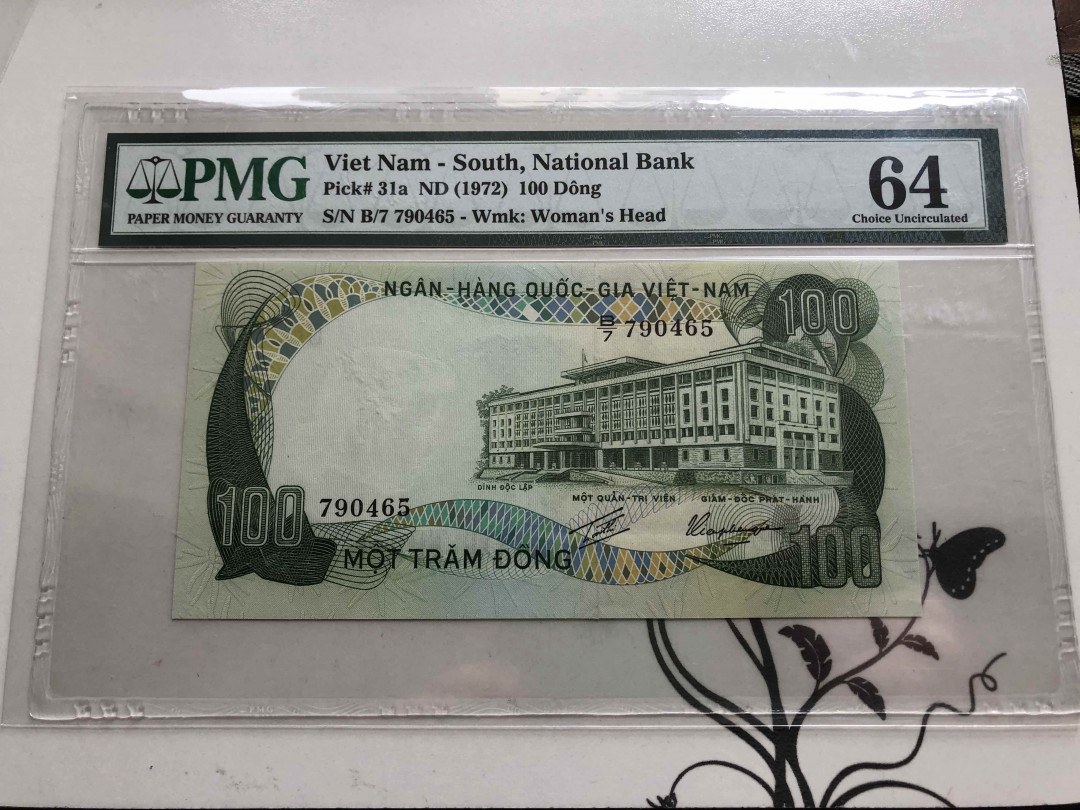 PMG
PAPER MONEY GUARANTY
Viet Nam - South, National Bank
Pick# 31a ND (1972) 100 Dông
S/N B/7 790465 - Wmk: Woman's Head
64
Choice Uncirculated
NGÂN-HÀNG QUỐC-GIA VIỆT-NAM
100
B/7 790465
DINH ĐỘC LẬP
MỘT QUẢN-TRỊ VIÊN
GIÁM-ĐỐC PHÁT-HÀNH
100
790465
MỘT TRĂM ĐỒNG
100